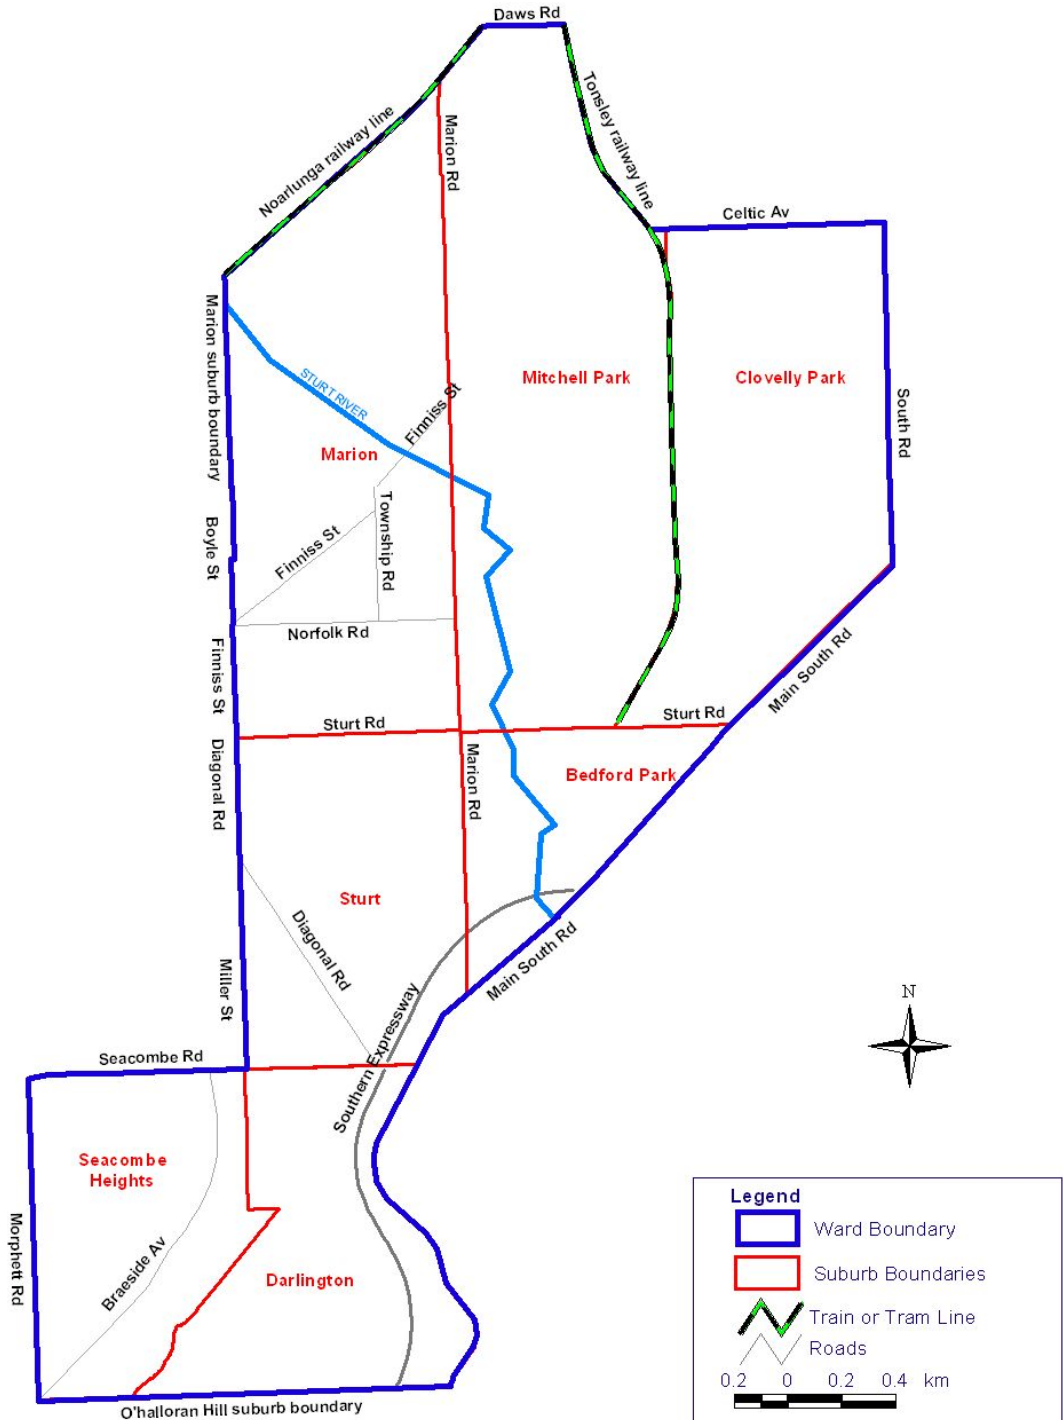 Daws Rd
Noarlunga railway line
Marion Rd
Tonsley railway line
Celtic Av
Marion suburb boundary
STURT RIVER
Finniss St
Mitchell Park
Clovelly Park
South Rd
Marion
Township Rd
Boyle St
Finniss St
Norfolk Rd
Finniss St
Main South Rd
Sturt Rd
Sturt Rd
Diagonal Rd
Marion Rd
Bedford Park
Sturt
Diagonal Rd
Miller St
Main South Rd
Southern Expressway
N
Seacombe Rd
Seacombe
Heights
Morphett Rd
Braeside Av
Darlington
O'halloran Hill suburb boundary
Legend
Ward Boundary
Suburb Boundaries
Train or Tram Line
Roads
0.2 0 0.2 0.4 km